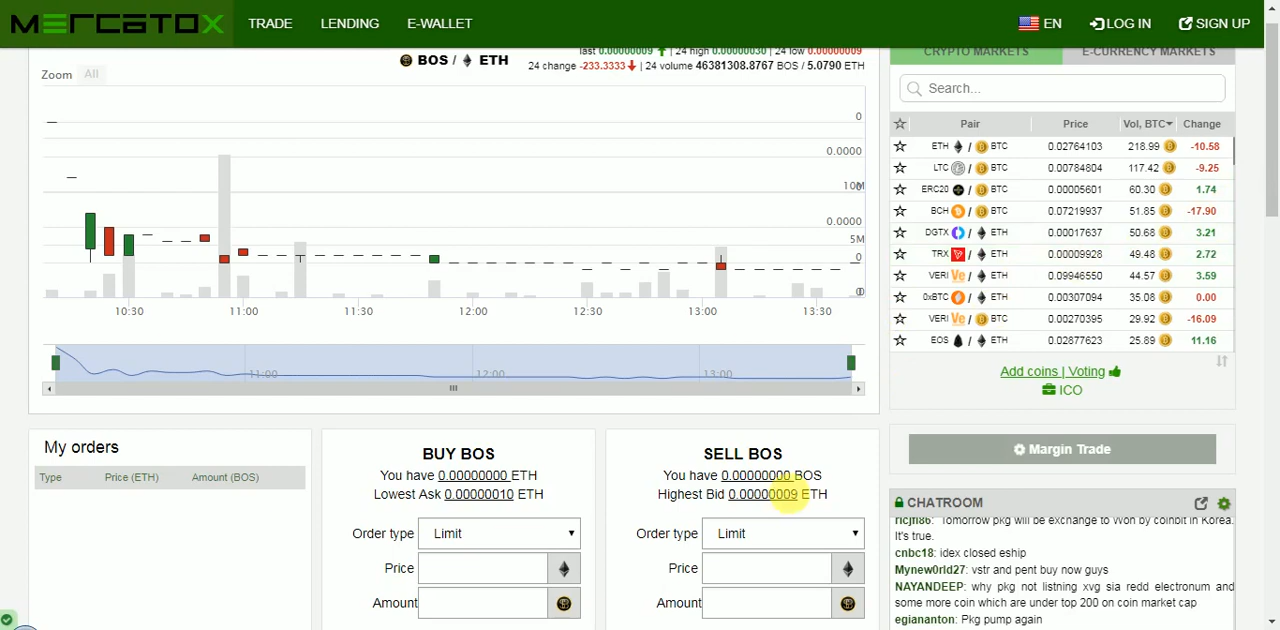 MERCATOX TRADE LENDING E-WALLET EN LOG IN SIGN UP
BOS / ETH
last 0.00000009 | 24 high 0.00000030 | 24 low 0.00000009
24 change -233.3333 | 24 volume 46381308.8767 BOS / 5.0790 ETH
Zoom All
0
0.0000
10M
0.0000
5M
0
0
10:30 11:00 11:30 12:00 12:30 13:00 13:30
11:00 12:00 13:00
CRYPTO MARKETS E-CURRENCY MARKETS
Search...
Pair Price Vol, BTC Change
ETH / BTC 0.02764103 218.99 -10.58
LTC / BTC 0.00784804 117.42 -9.25
ERC20 / BTC 0.00005601 60.30 1.74
BCH / BTC 0.07219937 51.85 -17.90
DGTX / ETH 0.00017637 50.68 3.21
TRX / ETH 0.00009928 49.48 2.72
VERI / ETH 0.09946550 44.57 3.59
0xBTC / ETH 0.00307094 35.08 0.00
VERI / BTC 0.00270395 29.92 -16.09
EOS / ETH 0.02877623 25.89 11.16
Add coins | Voting
ICO
Margin Trade
My orders
Type Price (ETH) Amount (BOS)
BUY BOS
You have 0.00000000 ETH
Lowest Ask 0.00000010 ETH
Order type Limit
Price
Amount
SELL BOS
You have 0.00000000 BOS
Highest Bid 0.00000009 ETH
Order type Limit
Price
Amount
CHATROOM
Tomorrow pkg will be exchange to Won by coinbit in Korea.
It's true.
cnbc18: idex closed eship
Mynew0rld27: vstr and pent buy now guys
NAYANDEEP: why pkg not listning xvg sia redd electronum and
some more coin which are under top 200 on coin market cap
egiananton: Pkg pump again